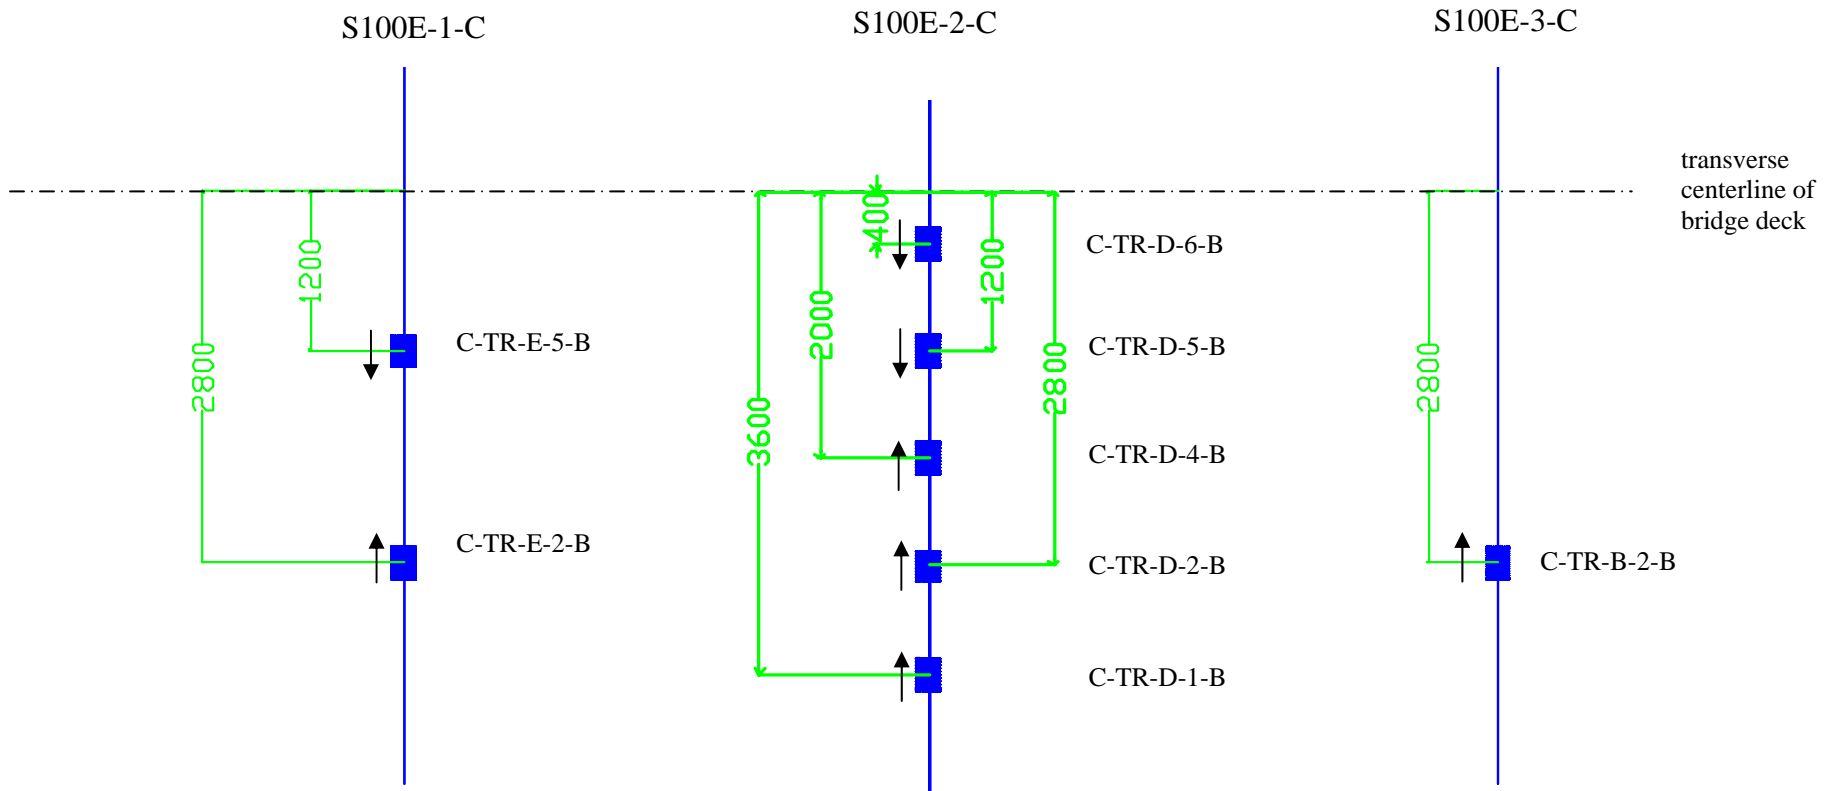 S100E-1-C
S100E-2-C
S100E-3-C
transverse
centerline of
bridge deck
400
C-TR-D-6-B
1200
1200
2000
C-TR-E-5-B
C-TR-D-5-B
2800
2800
2800
3600
C-TR-D-4-B
C-TR-E-2-B
C-TR-D-2-B
C-TR-B-2-B
C-TR-D-1-B